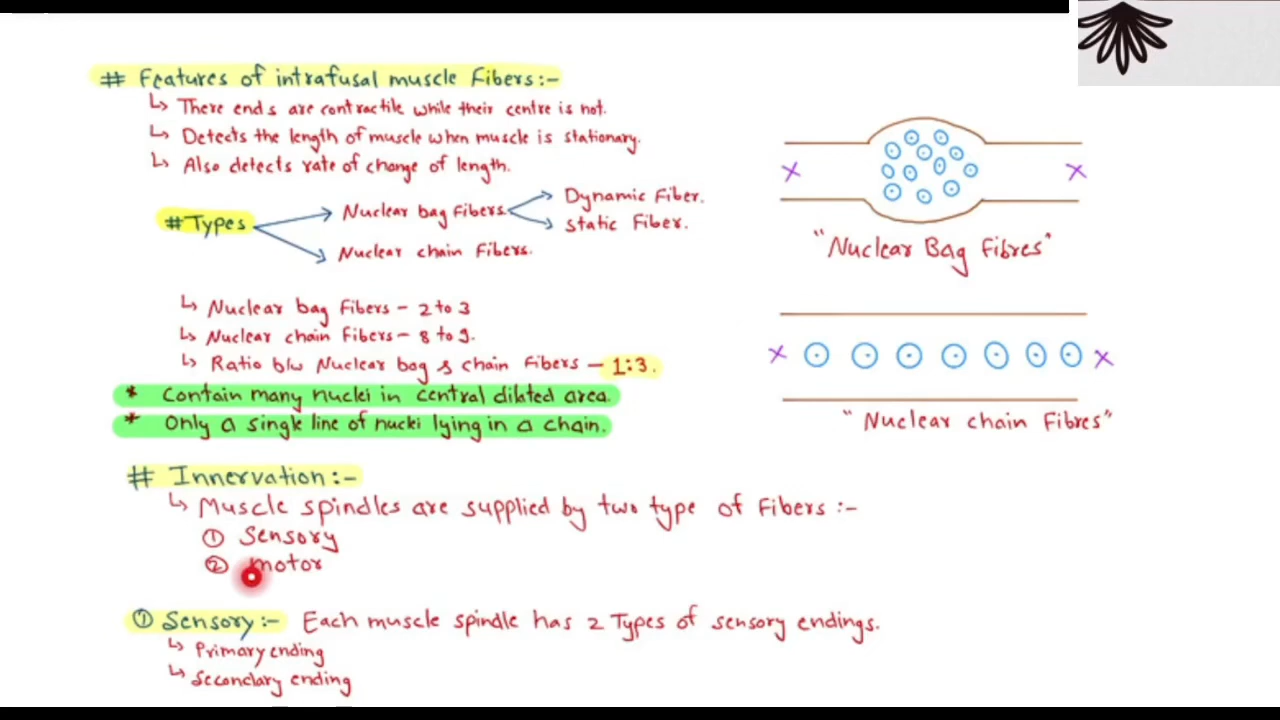 # Features of intrafusal muscle Fibers:-
↳ There ends are contractile while their centre is not.
↳ Detects the length of muscle when muscle is stationary.
↳ Also detects rate of change of length.
# Types
Nuclear bag Fibers
Dynamic Fiber.
static Fiber.
Nuclear chain Fibers.
↳ Nuclear bag Fibers - 2 to 3
↳ Nuclear chain Fibers - 8 to 9.
↳ Ratio b/w Nuclear bag & chain Fibers - 1:3.
* Contain many nuclei in central dilated area.
* Only a single line of nuclei lying in a chain.
x x
"Nuclear Bag Fibres"
x x
"Nuclear chain Fibres"
# Innervation:-
↳ Muscle spindles are supplied by two type of Fibers :-
① Sensory
② motor
① Sensory:- Each muscle spindle has 2 Types of sensory endings.
↳ Primary ending
↳ Secondary ending